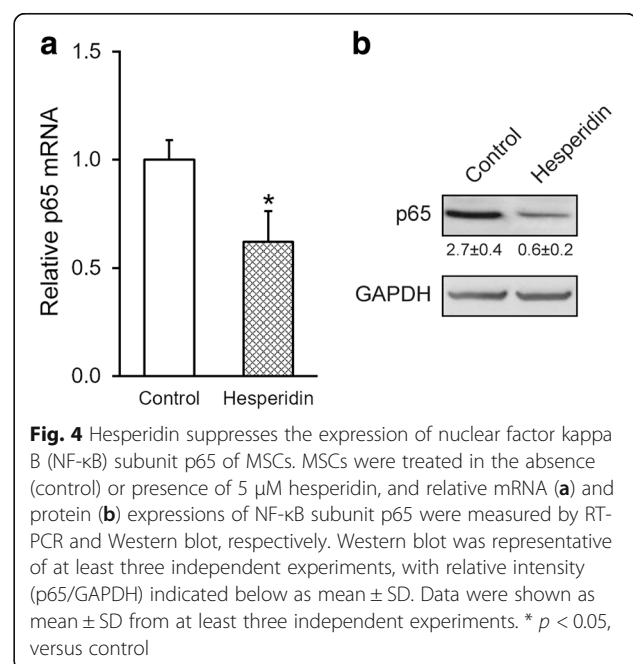 a
1.5
1.0
0.5
0.0
Relative p65 mRNA
*
Control Hesperidin
b
Control Hesperidin
p65
2.7±0.4 0.6±0.2
GAPDH
Fig. 4 Hesperidin suppresses the expression of nuclear factor kappa
B (NF-κB) subunit p65 of MSCs. MSCs were treated in the absence
(control) or presence of 5 μM hesperidin, and relative mRNA (a) and
protein (b) expressions of NF-κB subunit p65 were measured by RT-
PCR and Western blot, respectively. Western blot was representative
of at least three independent experiments, with relative intensity
(p65/GAPDH) indicated below as mean ± SD. Data were shown as
mean ± SD from at least three independent experiments. * p < 0.05,
versus control